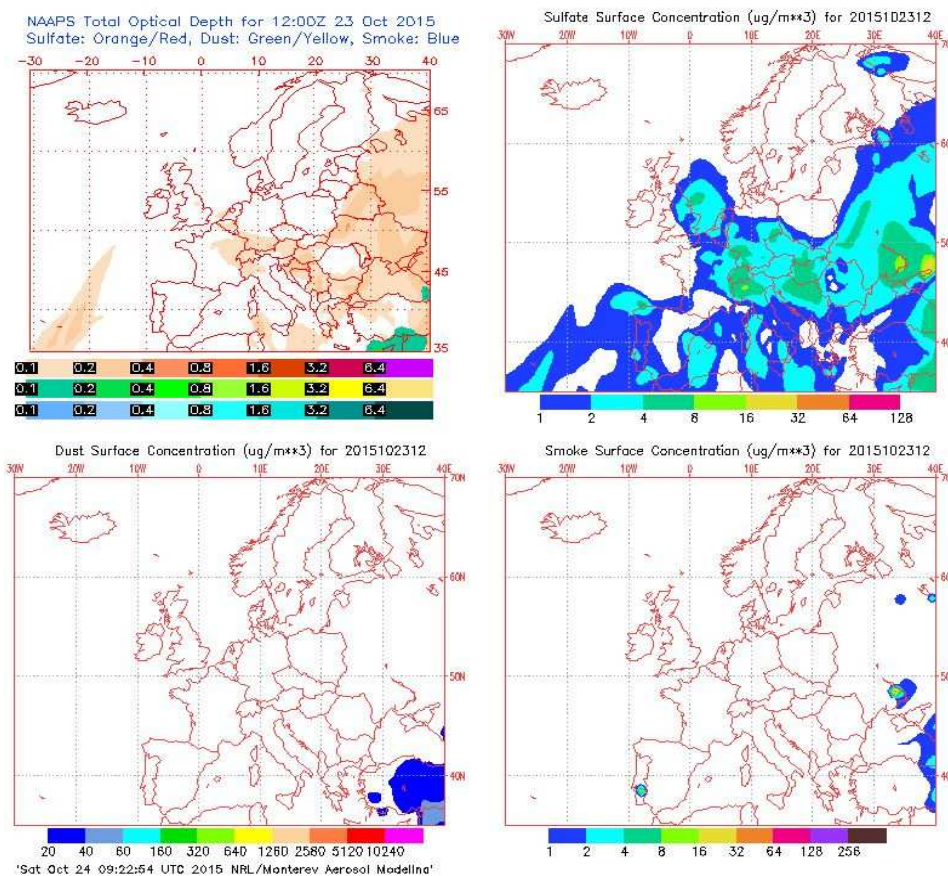 NAAPS Total Optical Depth for 12:00Z 23 Oct 2015
Sulfate: Orange/Red, Dust: Green/Yellow, Smoke: Blue
-30 -20 -10 0 10 20 30 40
65
55
45
35
0.1 0.2 0.4 0.8 1.6 3.2 6.4
0.1 0.2 0.4 0.8 1.6 3.2 6.4
0.1 0.2 0.4 0.8 1.6 3.2 6.4
Sulfate Surface Concentration (ug/m**3) for 2015102312
30W 20W 10W 0 10E 20E 30E 40E
1 2 4 8 16 32 64 128
Dust Surface Concentration (ug/m**3) for 2015102312
30W 20W 10W 0 10E 20E 30E 40E
70N
60N
50N
40N
20 40 80 160 320 640 1280 2580 5120 10240
'Sat Oct 24 09:22:54 UTC 2015 NRL/Monterey Aerosol Modeling'
Smoke Surface Concentration (ug/m**3) for 2015102312
30W 20W 10W 0 10E 20E 30E 40E
1 2 4 8 16 32 64 128 256